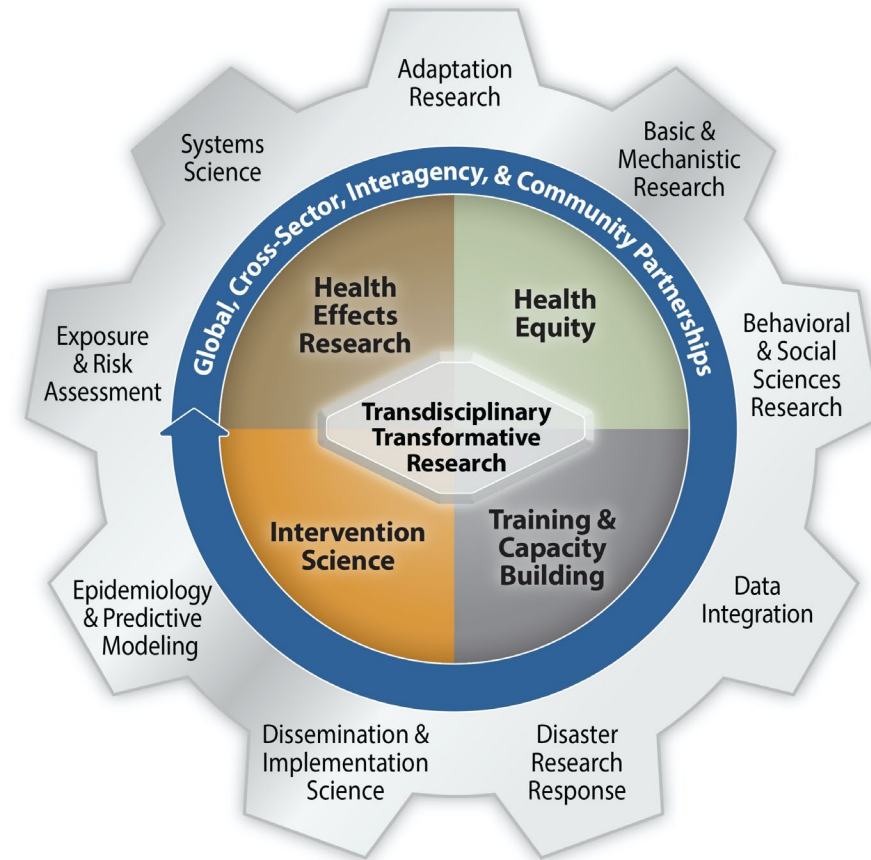 Adaptation
Research
Basic &
Mechanistic
Research
Behavioral
& Social
Sciences
Research
Data
Integration
Disaster
Research
Response
Dissemination &
Implementation
Science
Epidemiology
& Predictive
Modeling
Exposure
& Risk
Assessment
Systems
Science
Global, Cross-Sector, Interagency, & Community Partnerships
Health
Effects
Research
Health
Equity
Transdisciplinary
Transformative
Research
Intervention
Science
Training &
Capacity
Building